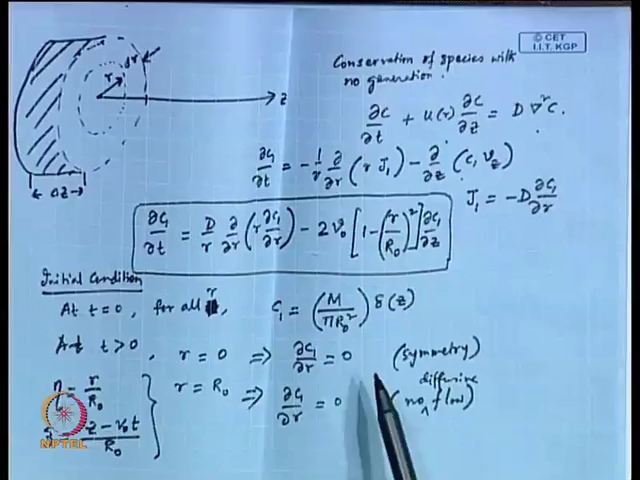 © CET
I.I.T. KGP
Conservation of species with
no generation.
∂c/∂t + u(r) ∂c/∂z = D ∇²c.
r dr
z
Δz
∂c₁/∂t = -1/r ∂/∂r (r J₁) - ∂/∂z (c₁ v_z)
J₁ = -D ∂c₁/∂r
∂c₁/∂t = D/r ∂/∂r (r ∂c₁/∂r) - 2v₀ [1-(r/R₀)²] ∂c₁/∂z
Initial Condition
At t=0, for all r, c₁ = (M/πR₀²) δ(z)
At t>0, r=0 ⇒ ∂c₁/∂r = 0 (symmetry)
r=R₀ ⇒ ∂c₁/∂r = 0 (no diffusive flow)
η = r/R₀
z - v₀t / R₀
NPTEL